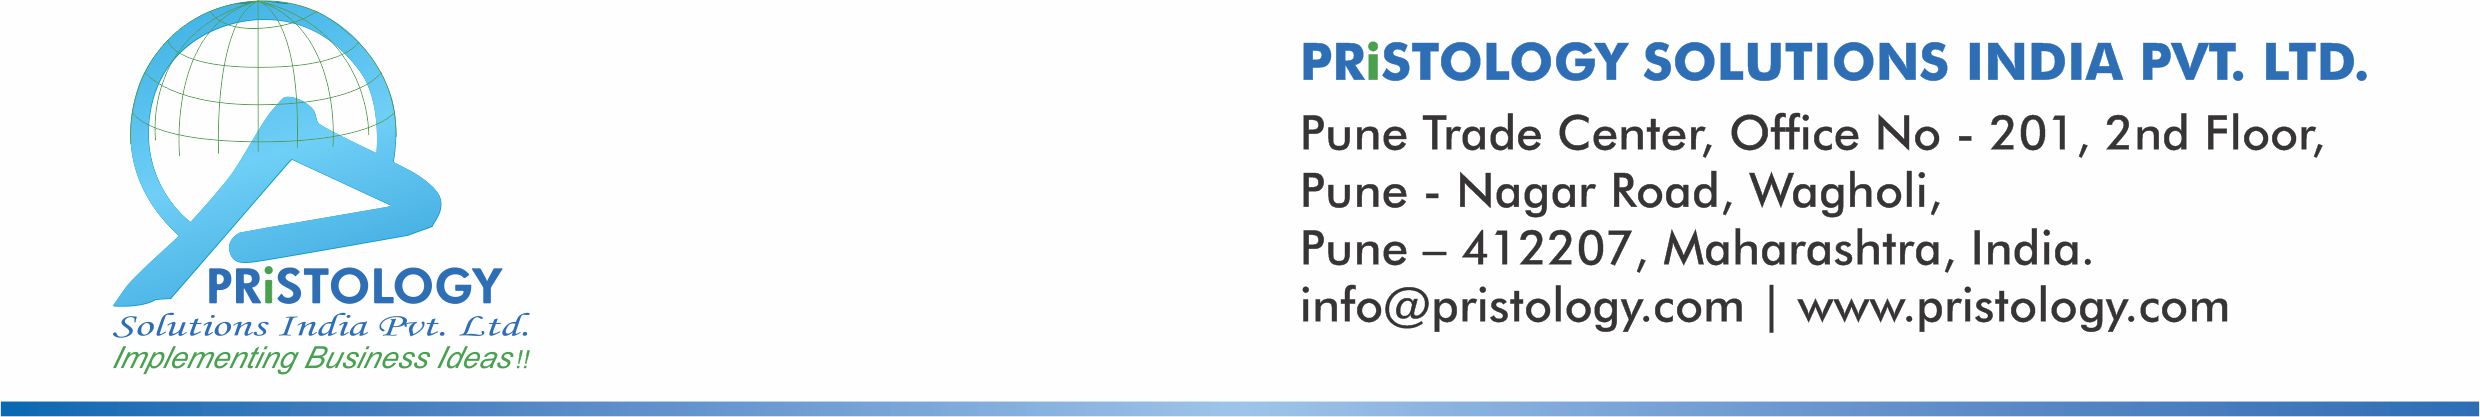 PRiSTOLOGY
Solutions India Pvt. Ltd.
Implementing Business Ideas!!
PRiSTOLOGY SOLUTIONS INDIA PVT. LTD.
Pune Trade Center, Office No - 201, 2nd Floor,
Pune - Nagar Road, Wagholi,
Pune – 412207, Maharashtra, India.
info@pristology.com | www.pristology.com